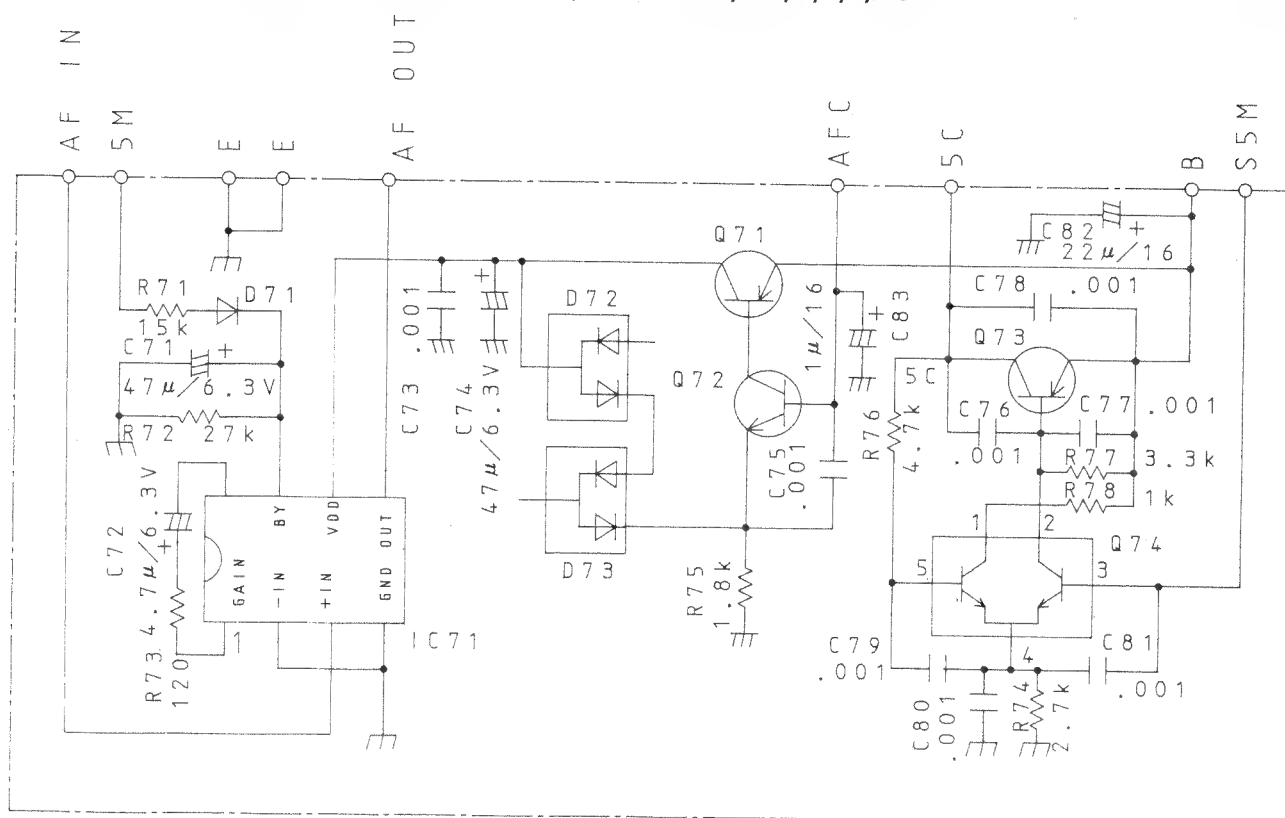 AF IN
5M
E
E
AF OUT
AFC
5C
B
S5M
R71
15k
D71
C71
+
47μ/6.3V
R72 27k
C72
4.7μ/6.3V
+
R73
120
GAIN
-IN
+IN
GND
BY
VDD
OUT
1
IC71
C73
.001
C74
47μ/6.3V
+
D72
D73
Q71
Q72
C75
.001
R75
1.8k
1μ/16
C83
+
C82
22μ/16
+
C78
.001
Q73
5C
R76
4.7k
C76
.001
C77
.001
R77
3.3k
R78
1k
1
2
Q74
5
3
4
C79
.001
C80
.001
R74
2.7k
C81
.001